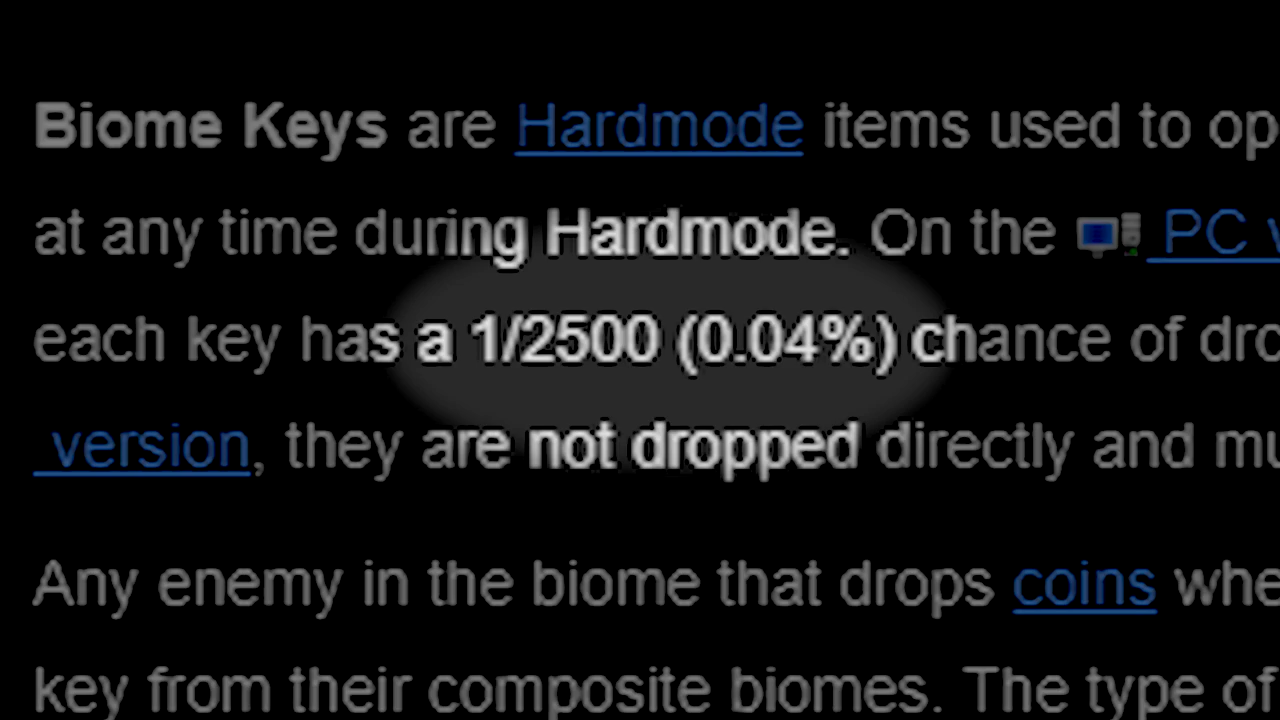 Biome Keys are Hardmode items used to op
at any time during Hardmode. On the PC v
each key has a 1/2500 (0.04%) chance of dro
version, they are not dropped directly and mu
Any enemy in the biome that drops coins whe
key from their composite biomes. The type of